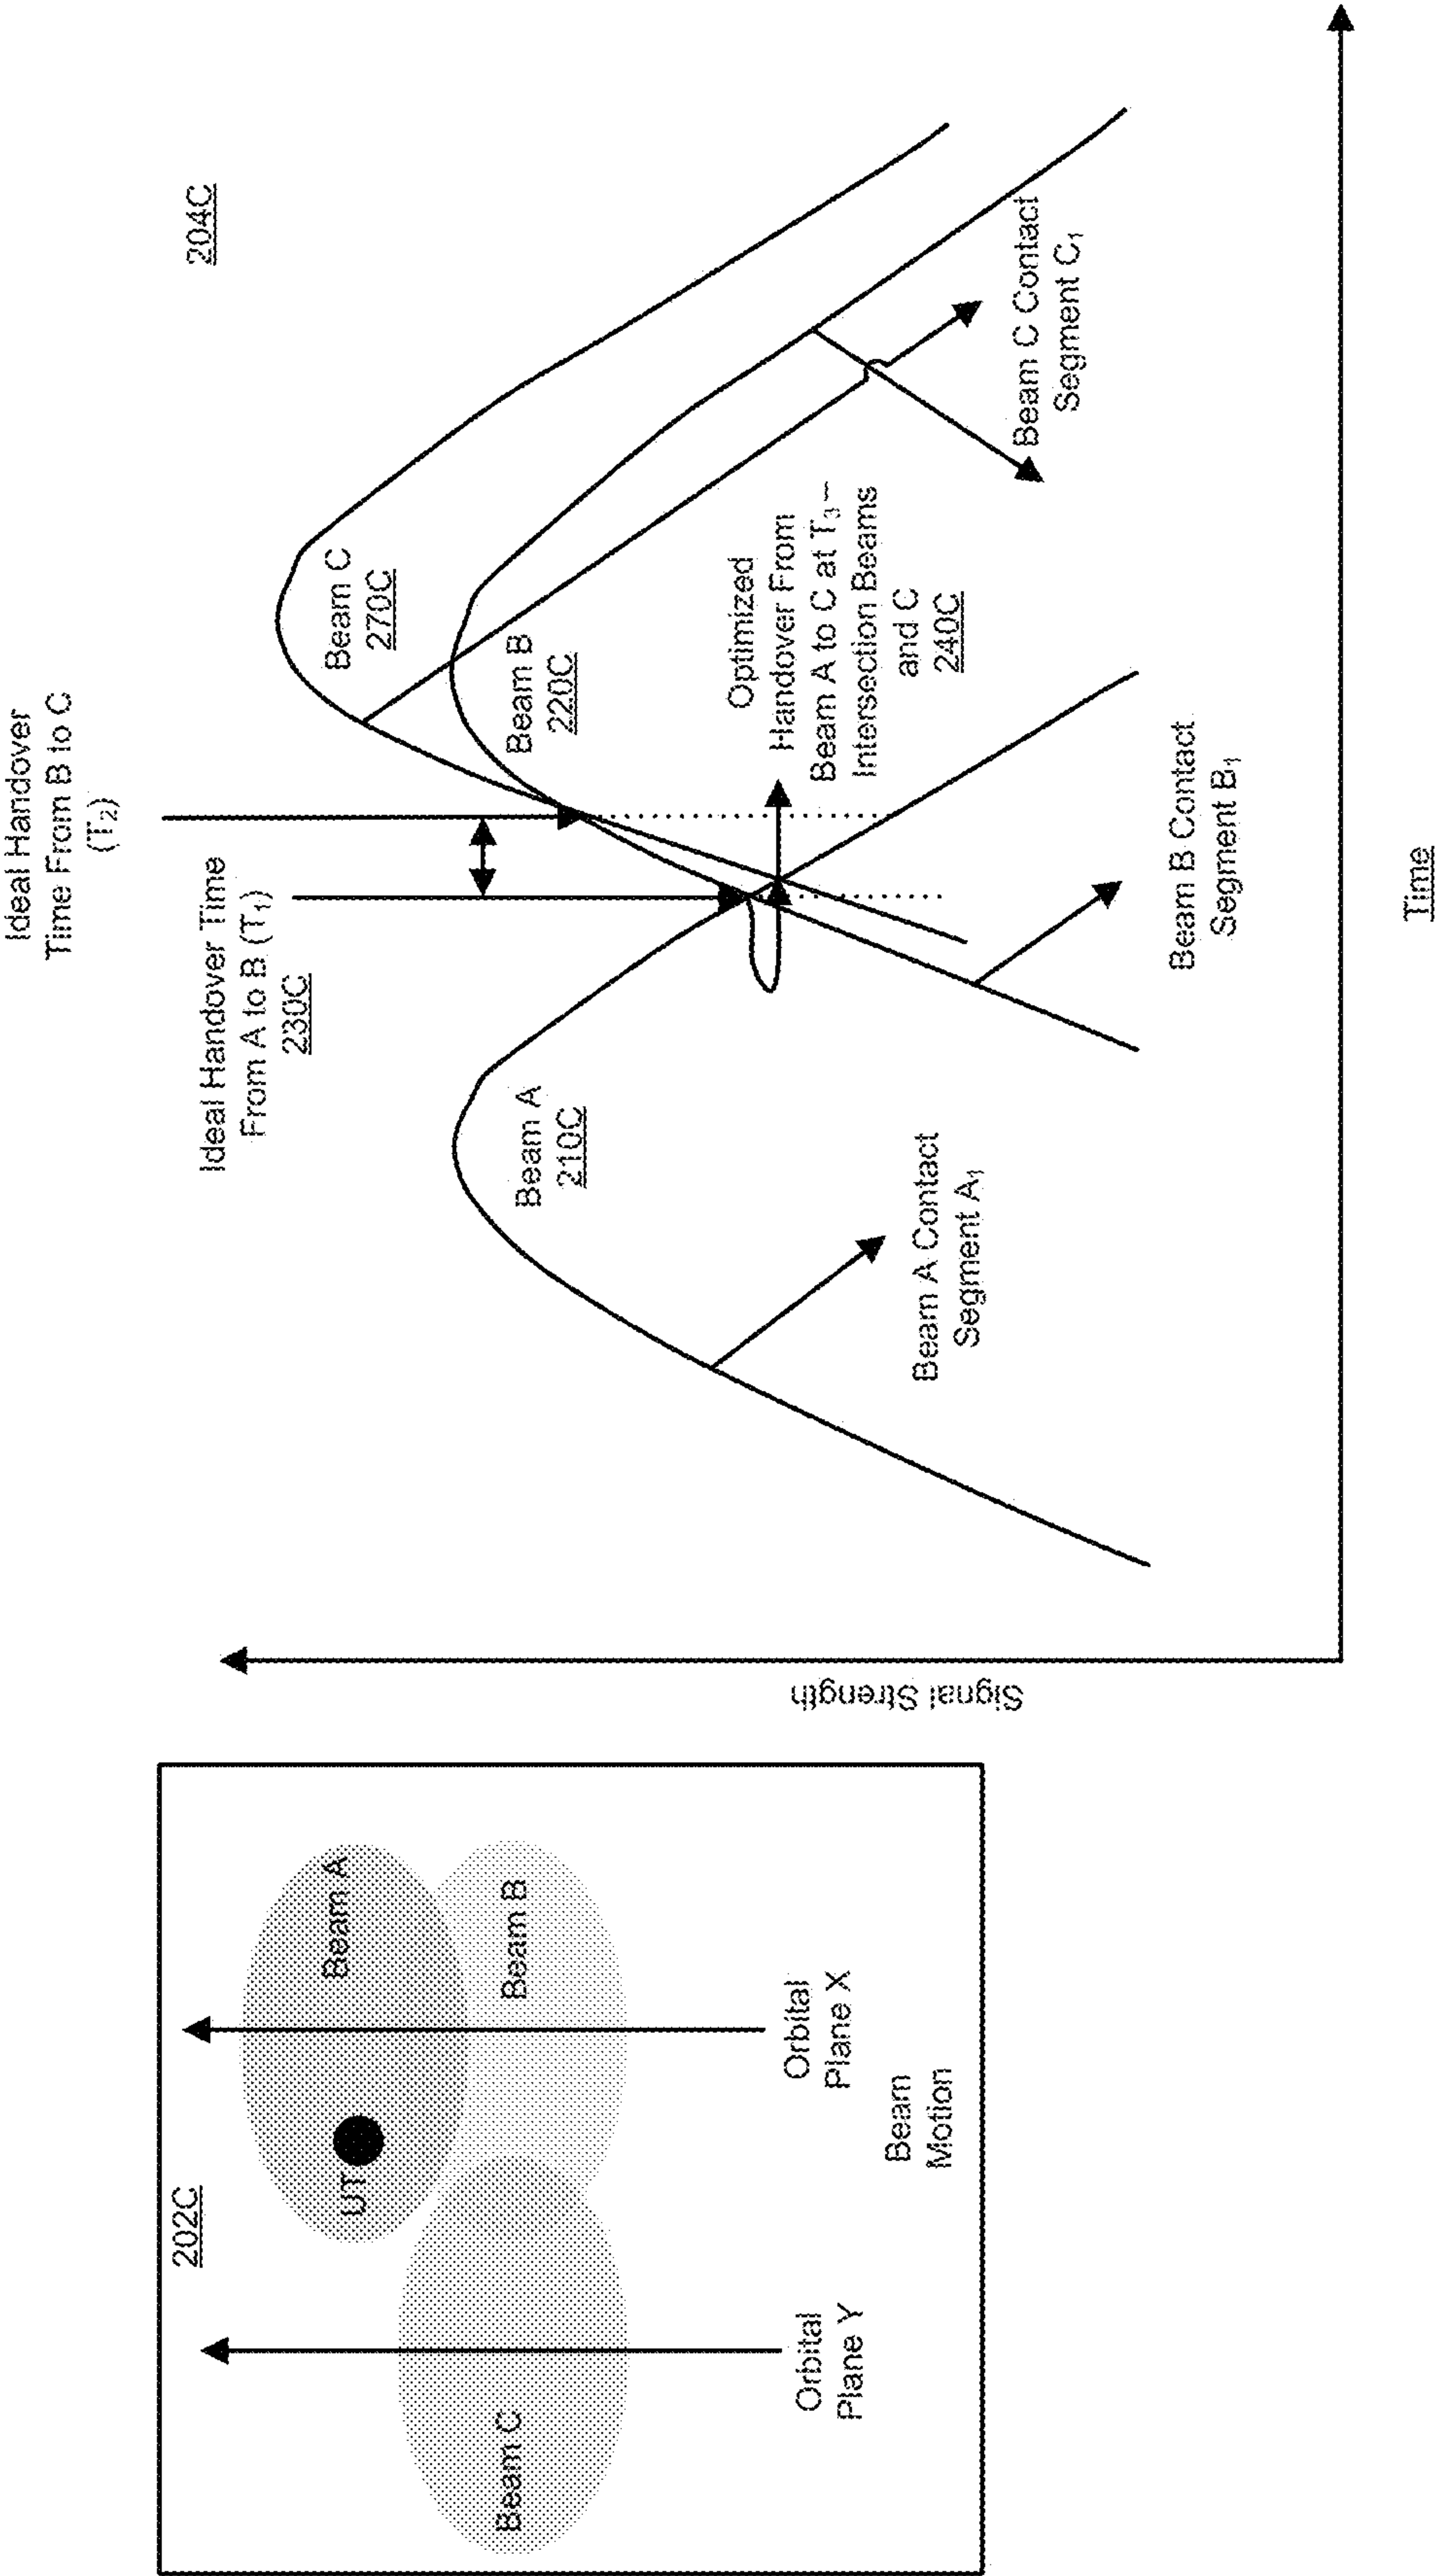 202C
UT
Beam A
Beam B
Beam C
Orbital
Plane Y
Orbital
Plane X
Beam
Motion
204C
Ideal Handover
Time From B to C
(T₂)
Ideal Handover Time
From A to B (T₁)
230C
Beam C
270C
Beam B
220C
Beam A
210C
Optimized
Handover From
Beam A to C at T₃ –
Intersection Beams
and C
240C
Beam A Contact
Segment A₁
Beam B Contact
Segment B₁
Beam C Contact
Segment C₁
Signal Strength
Time